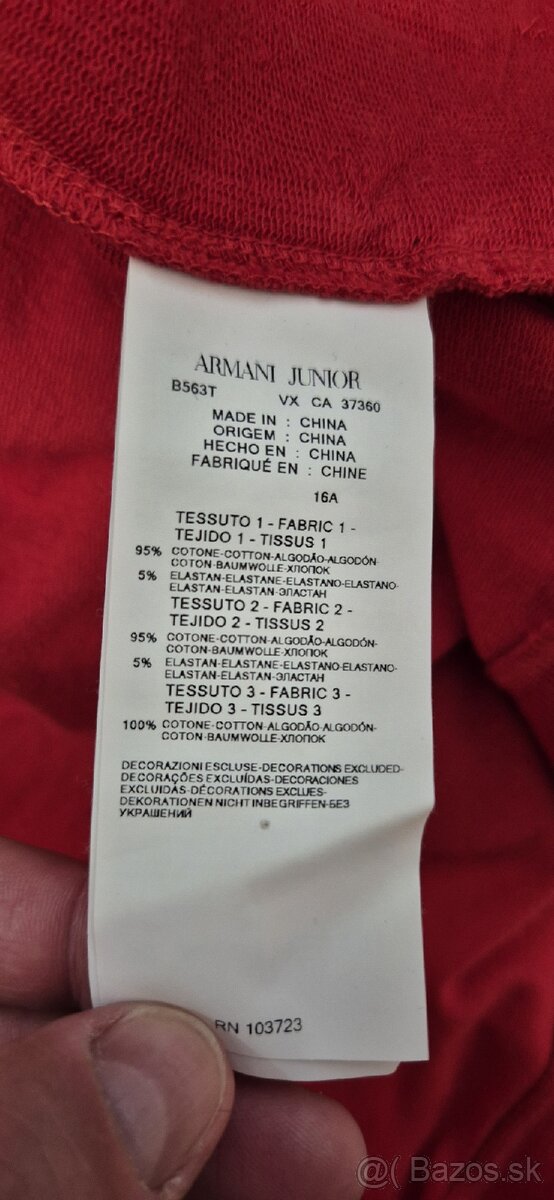 ARMANI JUNIOR
B563T VX CA 37360
MADE IN : CHINA
ORIGEM : CHINA
HECHO EN : CHINA
FABRIQUÉ EN : CHINE
16A
TESSUTO 1 - FABRIC 1 -
TEJIDO 1 - TISSUS 1
95% COTONE-COTTON-ALGODÃO-ALGODÓN-
COTON-BAUMWOLLE-ХЛОПОК
5% ELASTAN-ELASTANE-ELASTANO-ELASTANO-
ELASTAN-ELASTAN-ЭЛАСТАН
TESSUTO 2 - FABRIC 2 -
TEJIDO 2 - TISSUS 2
95% COTONE-COTTON-ALGODÃO-ALGODÓN-
COTON-BAUMWOLLE-ХЛОПОК
5% ELASTAN-ELASTANE-ELASTANO-ELASTANO-
ELASTAN-ELASTAN-ЭЛАСТАН
TESSUTO 3 - FABRIC 3 -
TEJIDO 3 - TISSUS 3
100% COTONE-COTTON-ALGODÃO-ALGODÓN-
COTON-BAUMWOLLE-ХЛОПОК
DECORAZIONI ESCLUSE-DECORATIONS EXCLUDED-
DECORAÇÕES EXCLUÍDAS-DECORACIONES
EXCLUIDAS-DÉCORATIONS EXCLUES-
DEKORATIONEN NICHT INBEGRIFFEN-БЕЗ
УКРАШЕНИЙ
RN 103723
@( Bazos.sk